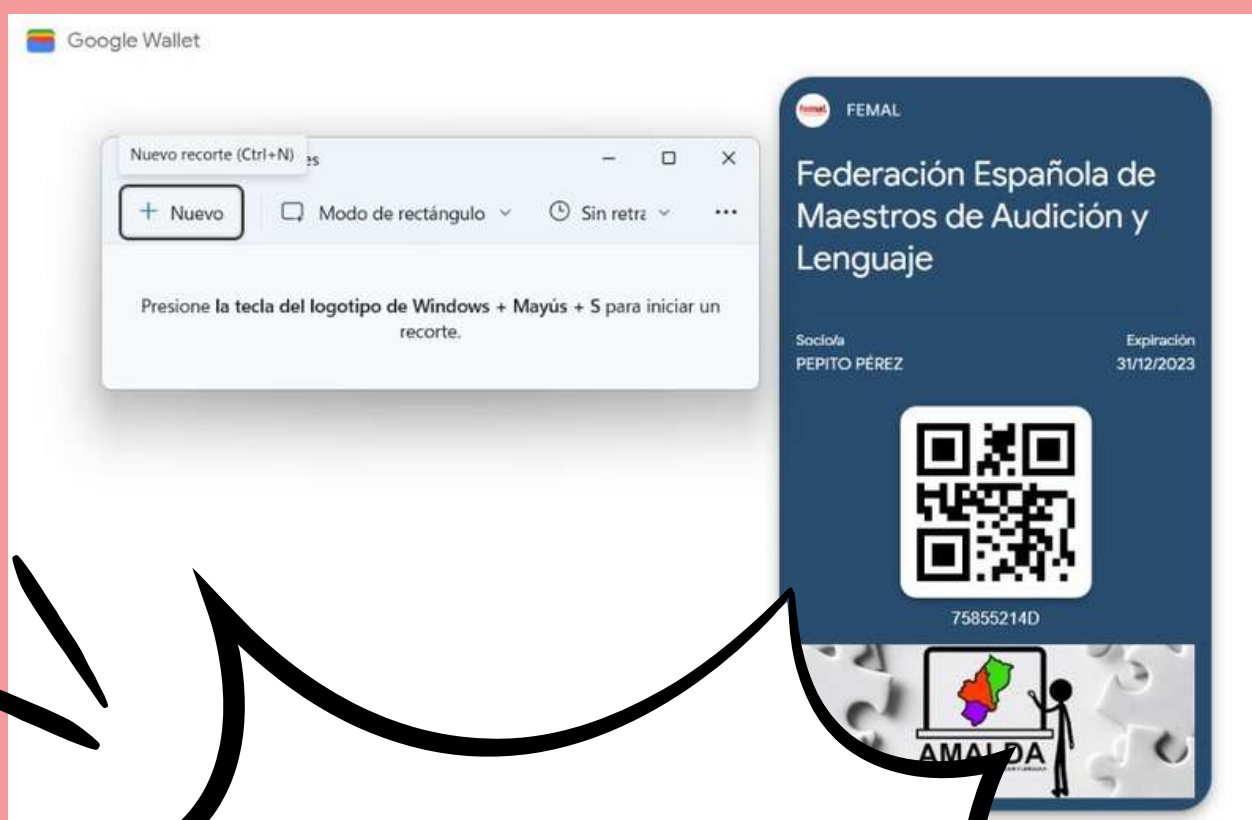 Google Wallet
Nuevo recorte (Ctrl+N)
es
Nuevo
Modo de rectángulo
Sin retra
Presione la tecla del logotipo de Windows + Mayús + S para iniciar un
recorte.
femal
FEMAL
Federación Española de
Maestros de Audición y
Lenguaje
Socio/a
Expiración
PEPITO PÉREZ
31/12/2023
75855214D
AMALDA